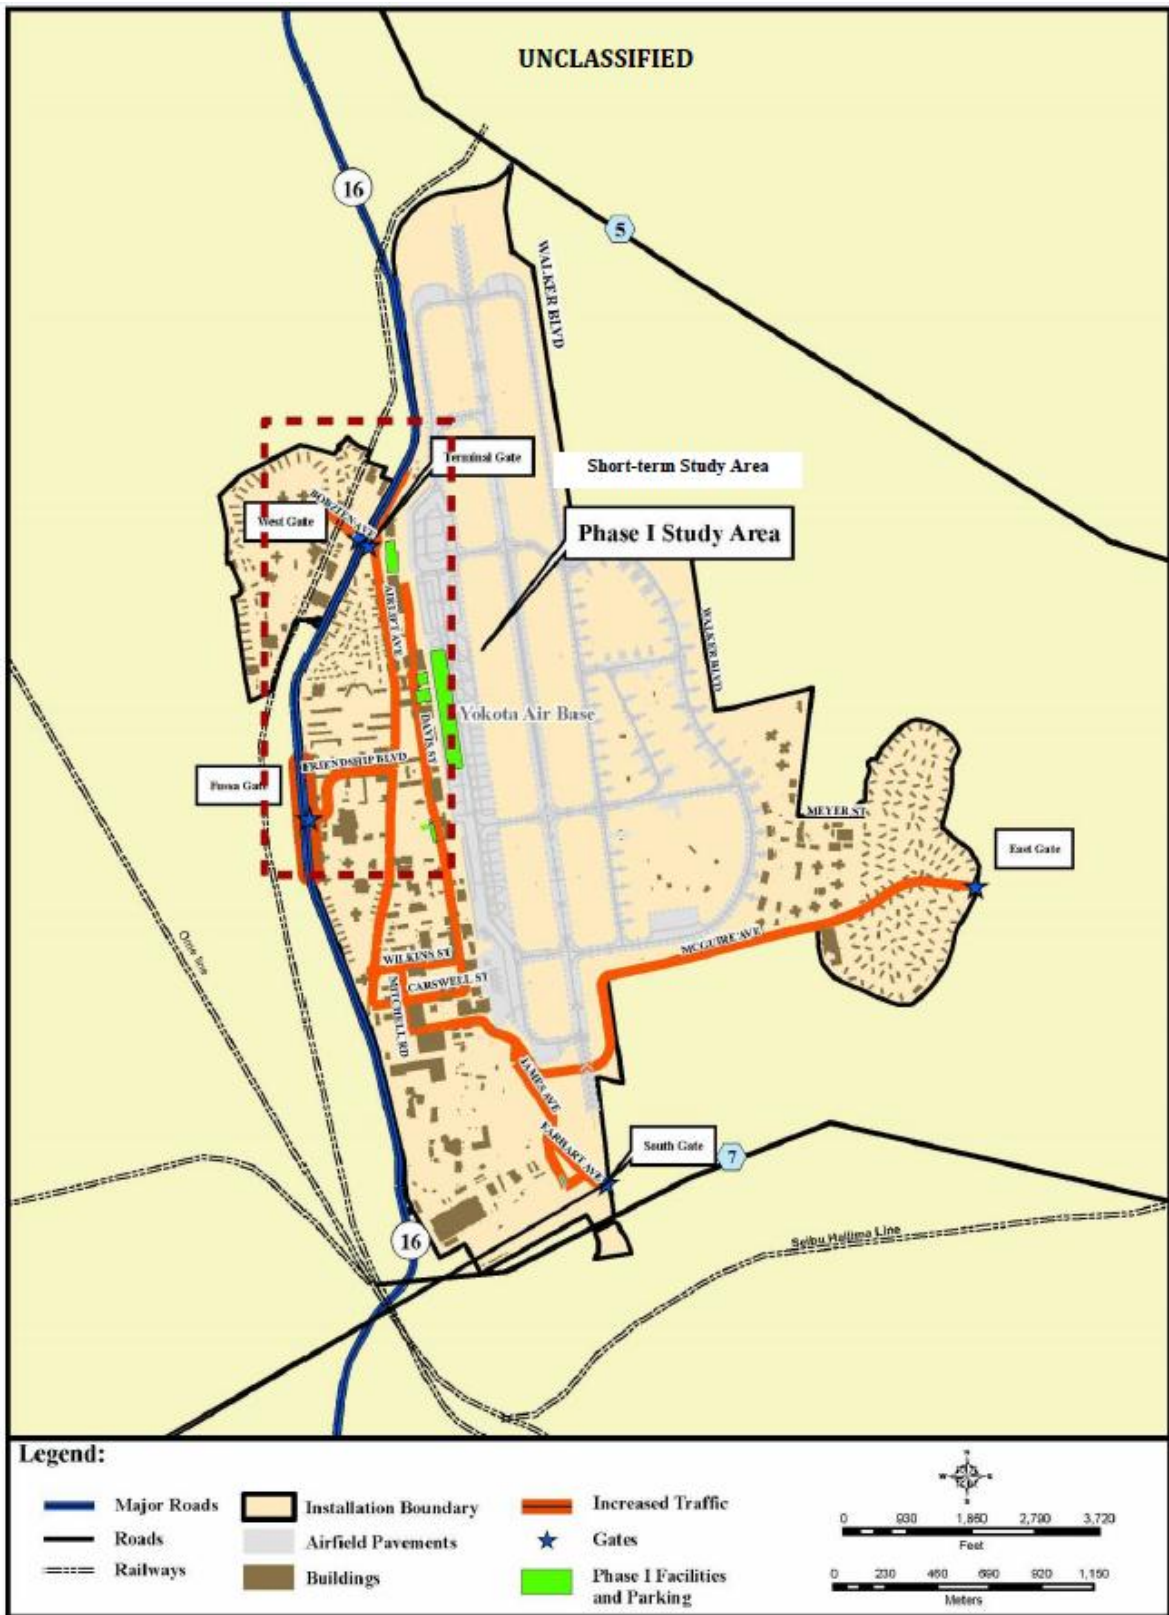 UNCLASSIFIED
16
5
WALKER BLVD
Terminal Gate
Short-term Study Area
BOBZIEN AVE
West Gate
Phase I Study Area
AIRLIFT AVE
WALKER BLVD
Yokota Air Base
DAVIS ST
FRIENDSHIP BLVD
Fussa Gate
MEYER ST
East Gate
MCGUIRE AVE
WILKINS ST
CARSWELL ST
MITCHELL RD
JAMES AVE
EARHART AVE
South Gate
7
16
Seibu Haijima Line
Legend:
Major Roads
Roads
Railways
Installation Boundary
Airfield Pavements
Buildings
Increased Traffic
Gates
Phase I Facilities
and Parking
N
W E
S
0 930 1,860 2,790 3,720
Feet
0 230 460 690 920 1,150
Meters